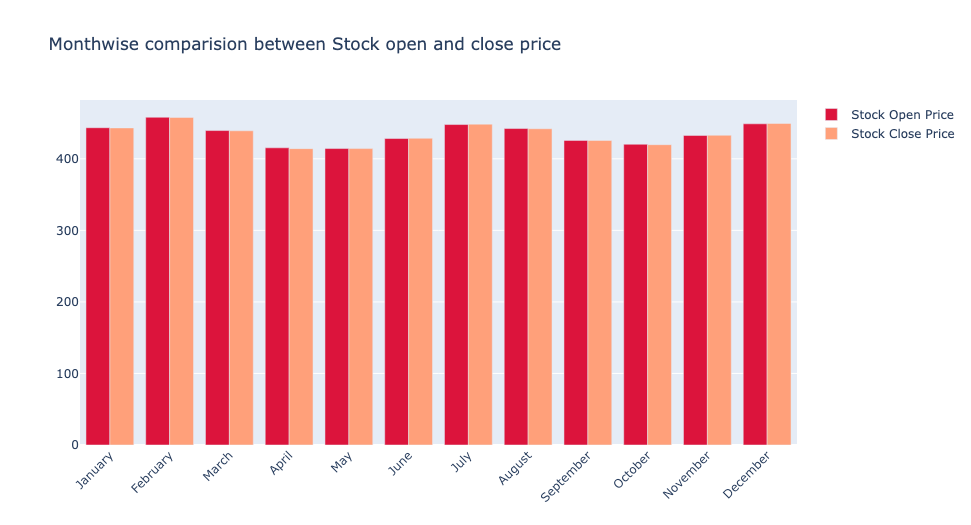 Monthwise comparision between Stock open and close price
Stock Open Price
Stock Close Price
400
300
200
100
0
January
February
March
April
May
June
July
August
September
October
November
December